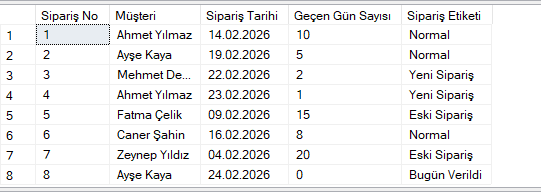 Sipariş No Müşteri Sipariş Tarihi Geçen Gün Sayısı Sipariş Etiketi
1 1 Ahmet Yılmaz 14.02.2026 10 Normal
2 2 Ayşe Kaya 19.02.2026 5 Normal
3 3 Mehmet De... 22.02.2026 2 Yeni Sipariş
4 4 Ahmet Yılmaz 23.02.2026 1 Yeni Sipariş
5 5 Fatma Çelik 09.02.2026 15 Eski Sipariş
6 6 Caner Şahin 16.02.2026 8 Normal
7 7 Zeynep Yıldız 04.02.2026 20 Eski Sipariş
8 8 Ayşe Kaya 24.02.2026 0 Bugün Verildi